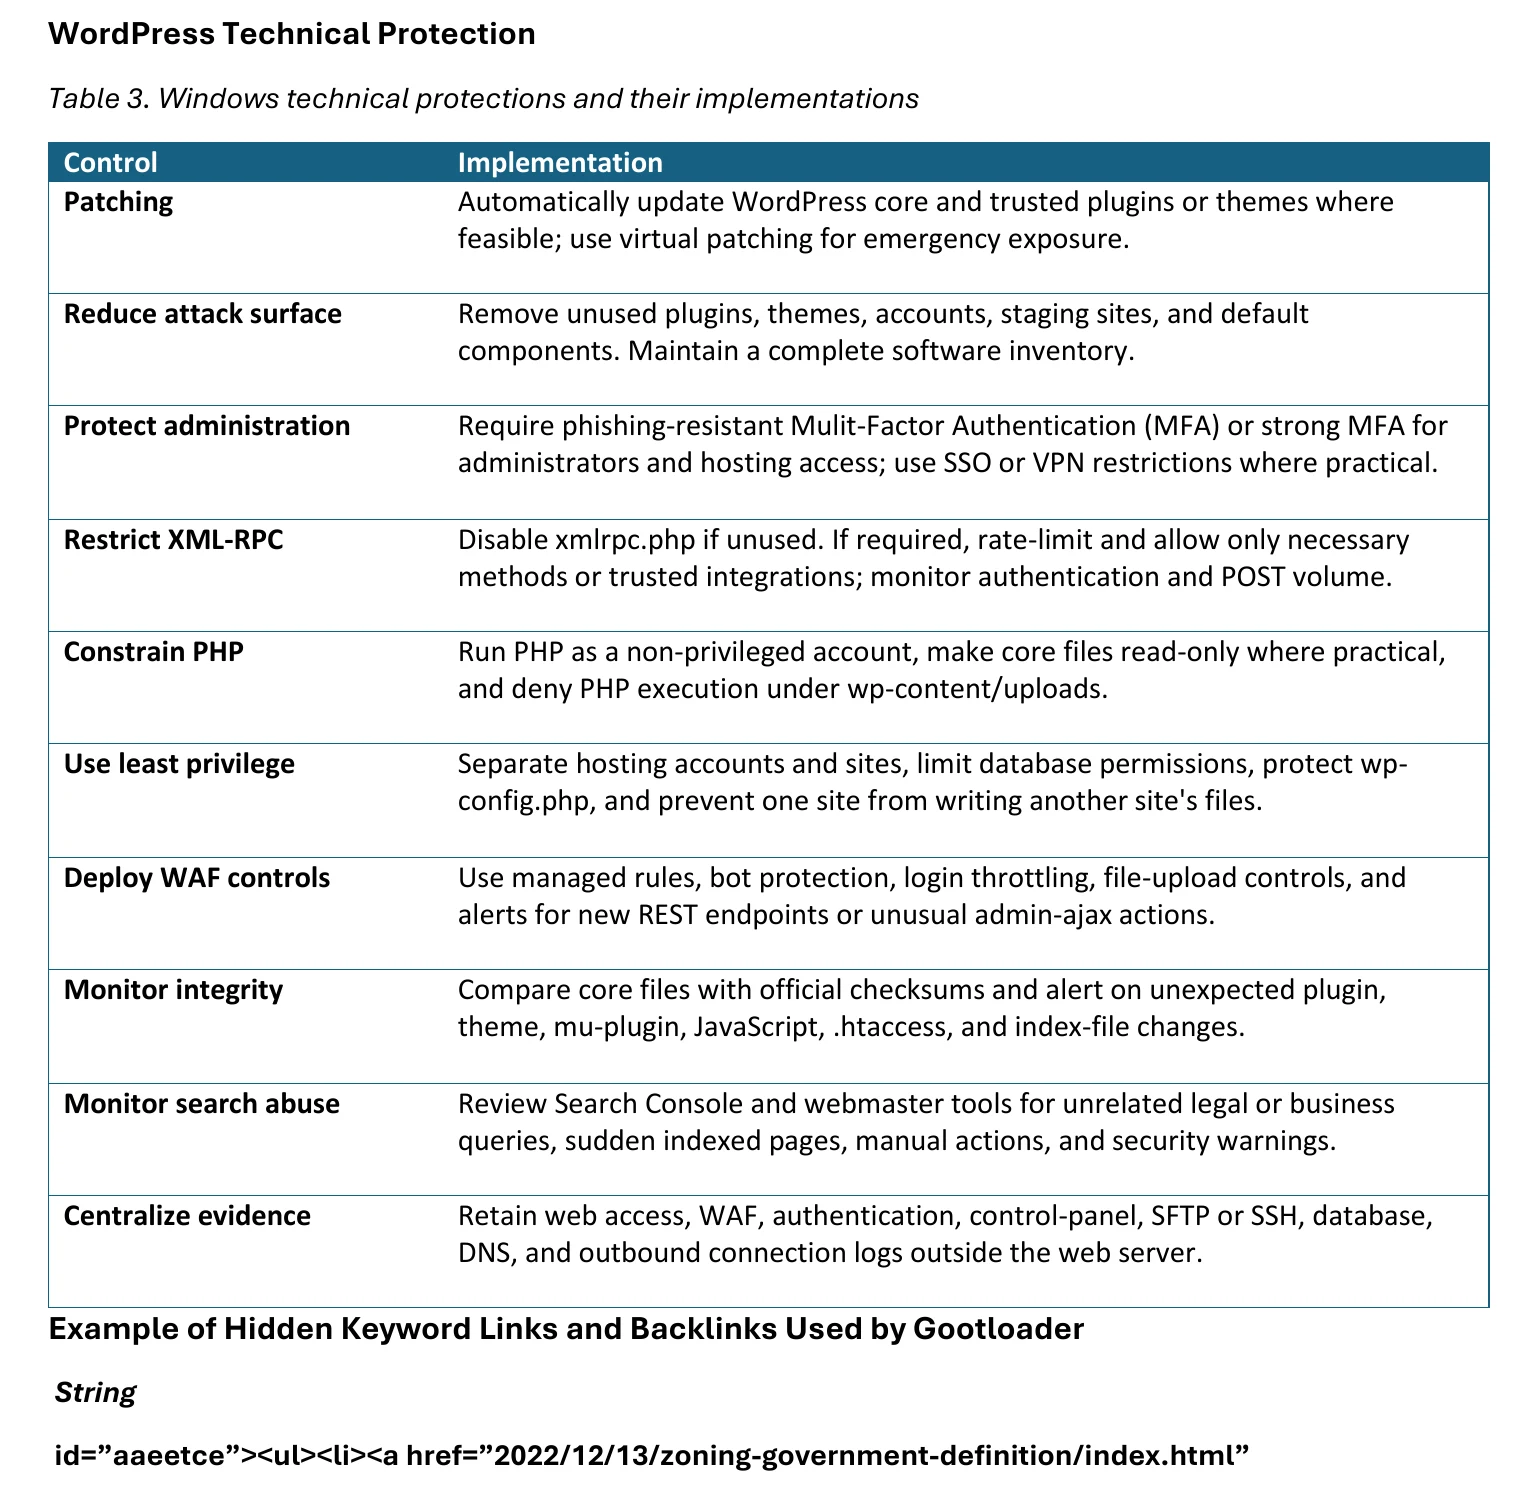 WordPress Technical Protection
Table 3. Windows technical protections and their implementations
Control Implementation
Patching Automatically update WordPress core and trusted plugins or themes where
feasible; use virtual patching for emergency exposure.
Reduce attack surface Remove unused plugins, themes, accounts, staging sites, and default
components. Maintain a complete software inventory.
Protect administration Require phishing-resistant Mulit-Factor Authentication (MFA) or strong MFA for
administrators and hosting access; use SSO or VPN restrictions where practical.
Restrict XML-RPC Disable xmlrpc.php if unused. If required, rate-limit and allow only necessary
methods or trusted integrations; monitor authentication and POST volume.
Constrain PHP Run PHP as a non-privileged account, make core files read-only where practical,
and deny PHP execution under wp-content/uploads.
Use least privilege Separate hosting accounts and sites, limit database permissions, protect wp-
config.php, and prevent one site from writing another site's files.
Deploy WAF controls Use managed rules, bot protection, login throttling, file-upload controls, and
alerts for new REST endpoints or unusual admin-ajax actions.
Monitor integrity Compare core files with official checksums and alert on unexpected plugin,
theme, mu-plugin, JavaScript, .htaccess, and index-file changes.
Monitor search abuse Review Search Console and webmaster tools for unrelated legal or business
queries, sudden indexed pages, manual actions, and security warnings.
Centralize evidence Retain web access, WAF, authentication, control-panel, SFTP or SSH, database,
DNS, and outbound connection logs outside the web server.
Example of Hidden Keyword Links and Backlinks Used by Gootloader
String
id=”aaeetce”><ul><li><a href=”2022/12/13/zoning-government-definition/index.html”